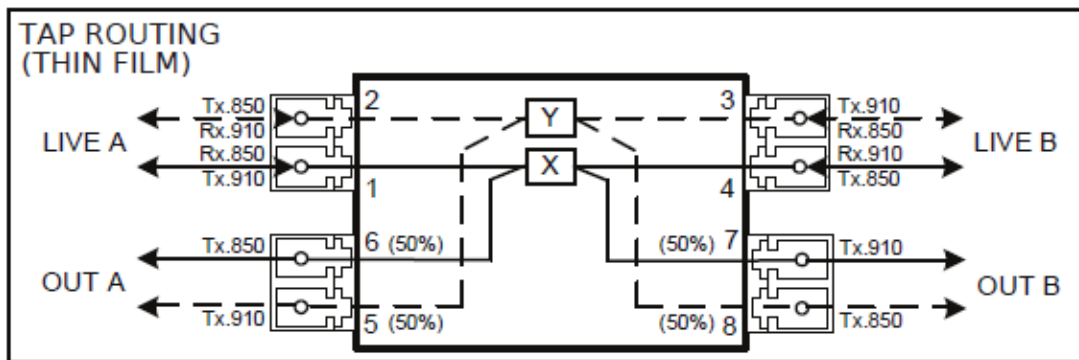 TAP ROUTING
(THIN FILM)
Tx.850 2 Y 3 Tx.910
LIVE A Rx.910 Rx.850 LIVE B
Rx.850 X Rx.910
Tx.910 1 4 Tx.850
Tx.850 6 (50%) (50%) 7 Tx.910
OUT A OUT B
Tx.910 5 (50%) (50%) 8 Tx.850